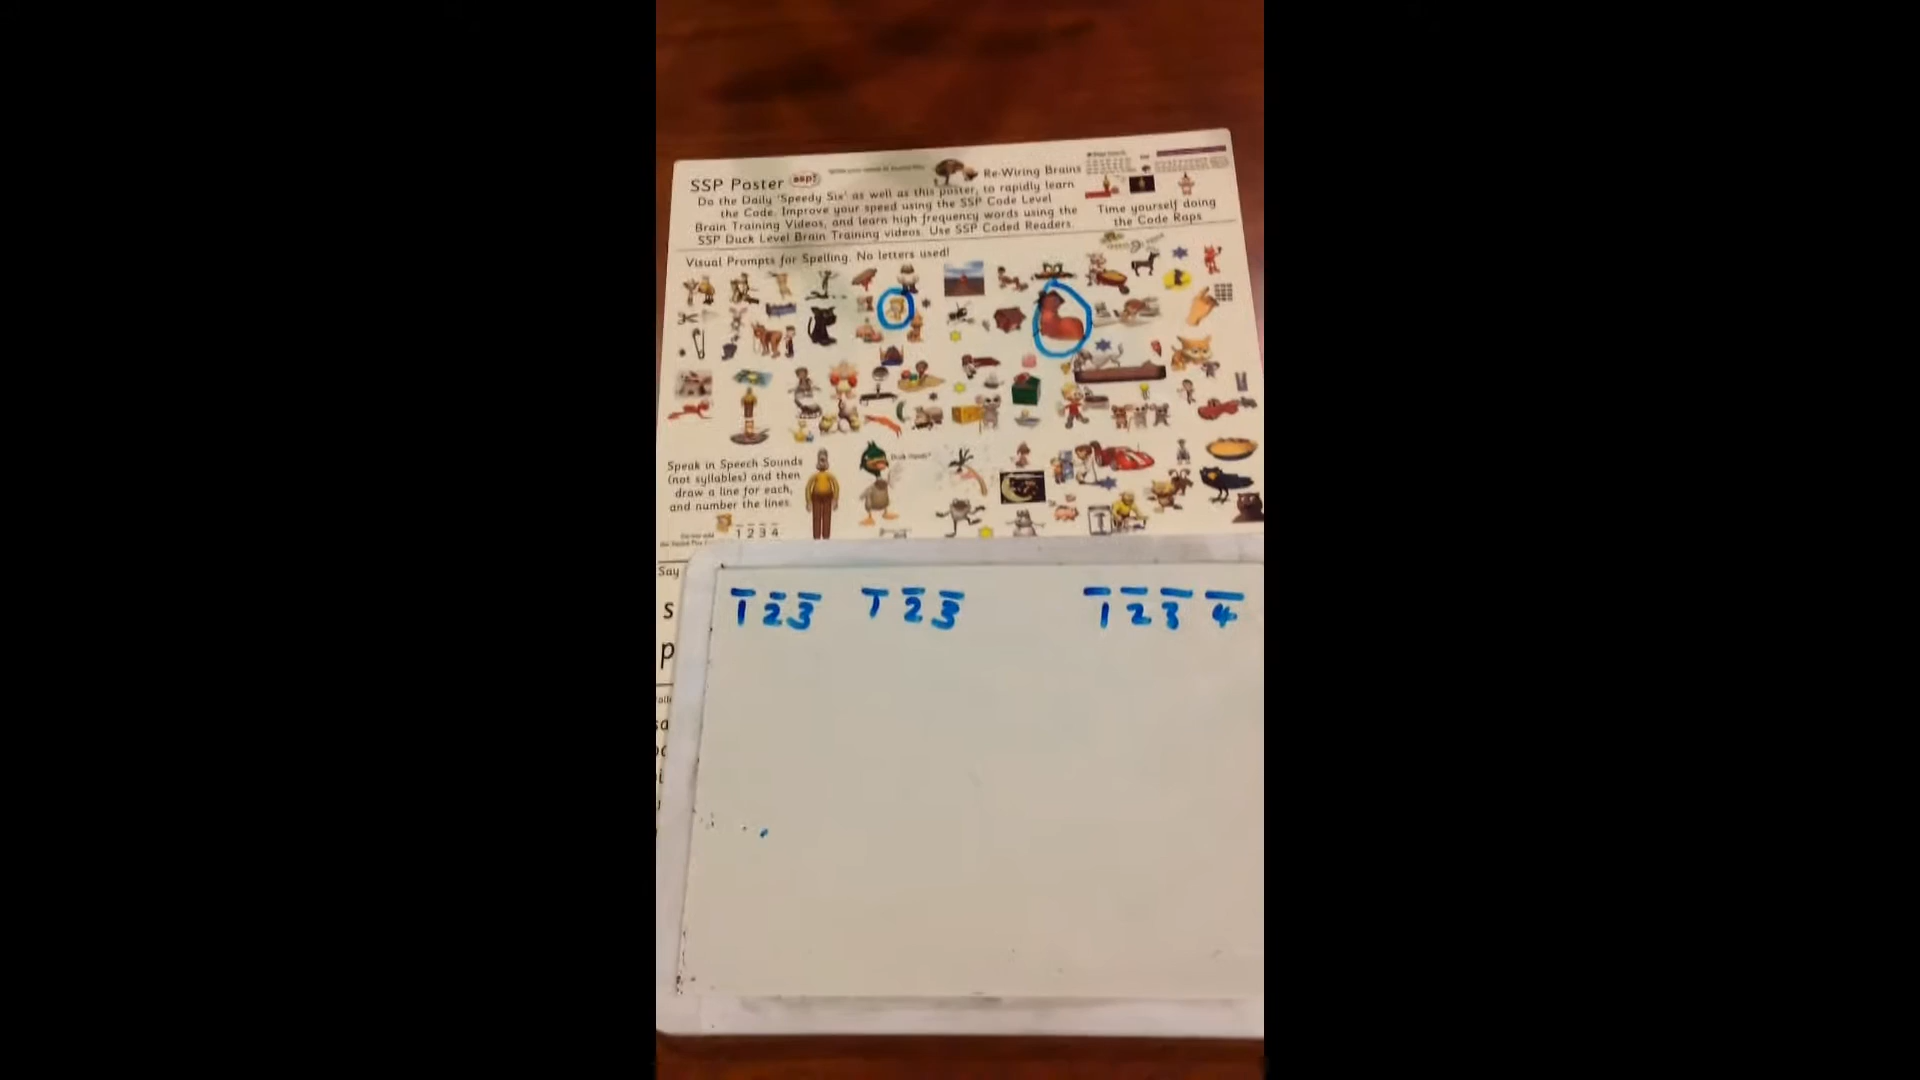 SSP Poster
ssp!
Re-Wiring Brains
Do the Daily 'Speedy Six' as well as this poster, to rapidly learn
the Code. Improve your speed using the SSP Code Level
Brain Training Videos, and learn high frequency words using the
SSP Duck Level Brain Training videos. Use SSP Coded Readers.
Time yourself doing
the Code Raps
Visual Prompts for Spelling. No letters used!
Speak in Speech Sounds
(not syllables) and then
draw a line for each,
and number the lines.
1 2 3 4
Say
s
p
1 2 3 1 2 3 1 2 3 4